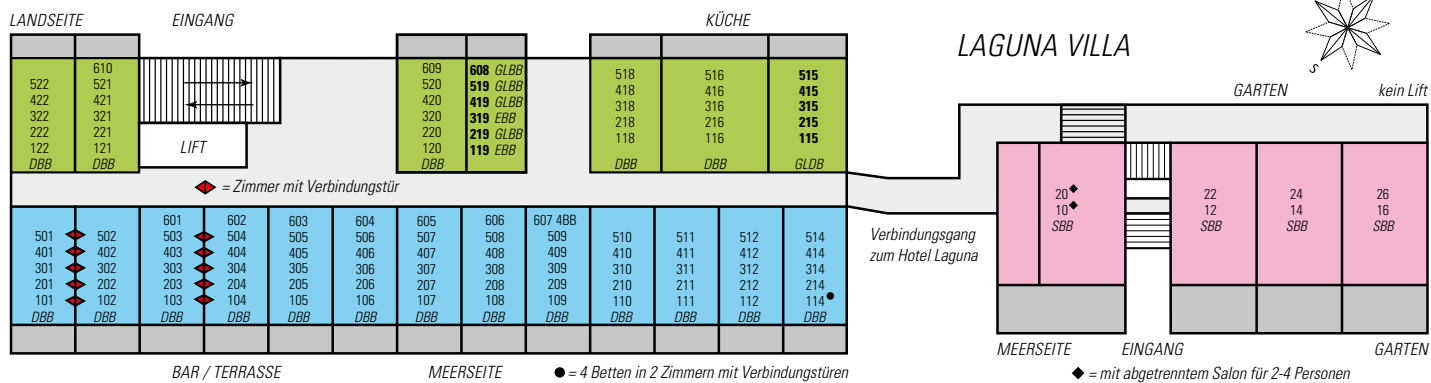 LANDSEITE
EINGANG
KÜCHE
522
422
322
222
122
DBB
610
521
421
321
221
121
DBB
LIFT
609
520
420
320
220
120
DBB
608 GLBB
519 GLBB
419 GLBB
319 EBB
219 GLBB
119 EBB
518
418
318
218
118
DBB
516
416
316
216
116
DBB
515
415
315
215
115
GLDB
= Zimmer mit Verbindungstür
501
401
301
201
101
DBB
502
402
302
202
102
DBB
601
503
403
303
203
103
DBB
602
504
404
304
204
104
DBB
603
505
405
305
205
105
DBB
604
506
406
306
206
106
DBB
605
507
407
307
207
107
DBB
606
508
408
308
208
108
DBB
607 4BB
509
409
309
209
109
DBB
510
410
310
210
110
DBB
511
411
311
211
111
DBB
512
412
312
212
112
DBB
514
414
314
214
114
DBB
BAR / TERRASSE
MEERSEITE
= 4 Betten in 2 Zimmern mit Verbindungstüren
LAGUNA VILLA
S
GARTEN
kein Lift
20
10
SBB
22
12
SBB
24
14
SBB
26
16
SBB
Verbindungsgang
zum Hotel Laguna
MEERSEITE
EINGANG
GARTEN
= mit abgetrenntem Salon für 2-4 Personen